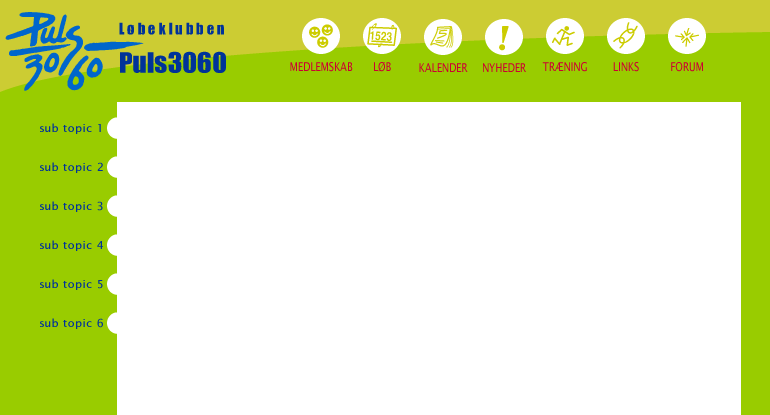 Puls
30/60
Løbeklubben
Puls3060
1523
MEDLEMSKAB
LØB
KALENDER
NYHEDER
TRÆNING
LINKS
FORUM
sub topic 1
sub topic 2
sub topic 3
sub topic 4
sub topic 5
sub topic 6